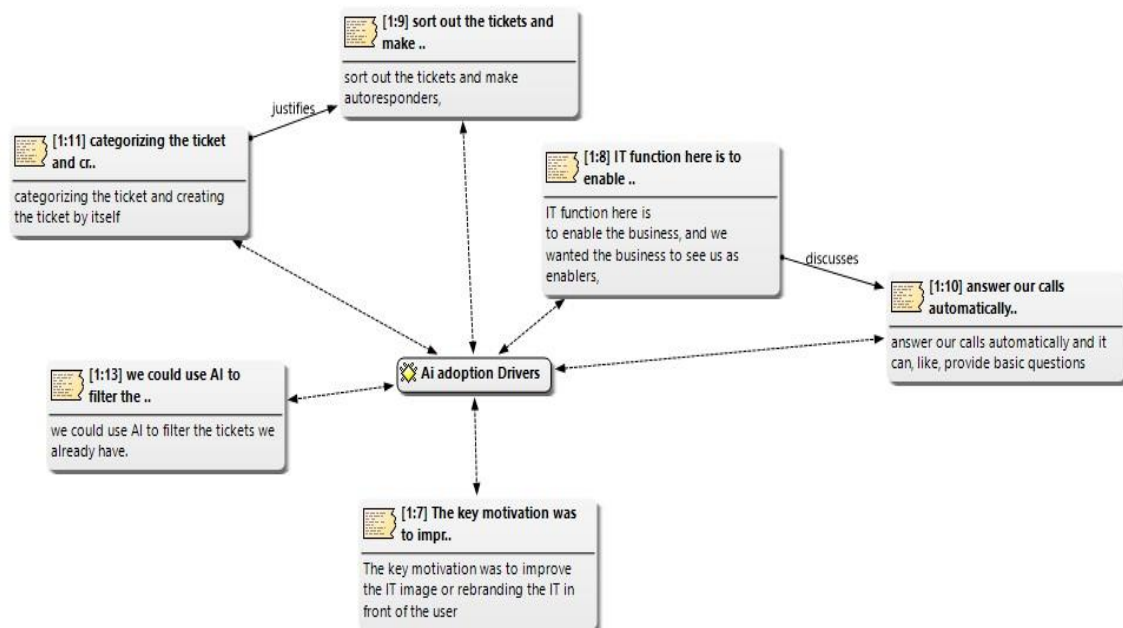 [1:9] sort out the tickets and
make ..
sort out the tickets and make
autoresponders,
justifies
[1:11] categorizing the ticket
and cr..
categorizing the ticket and creating
the ticket by itself
[1:8] IT function here is to
enable ..
IT function here is
to enable the business, and we
wanted the business to see us as
enablers,
discusses
[1:10] answer our calls
automatically..
answer our calls automatically and it
can, like, provide basic questions
Ai adoption Drivers
[1:13] we could use AI to
filter the ..
we could use AI to filter the tickets we
already have.
[1:7] The key motivation was
to impr..
The key motivation was to improve
the IT image or rebranding the IT in
front of the user